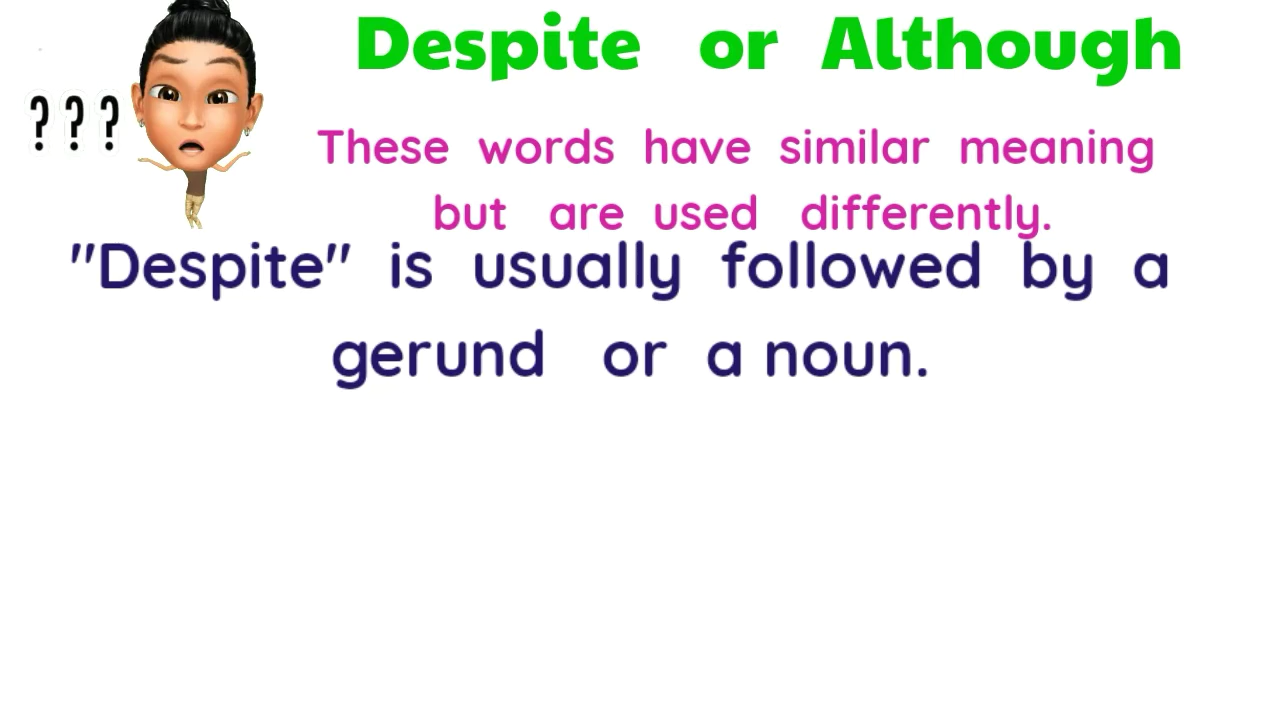 Despite or Although
? ? ?
These words have similar meaning
but are used differently.
"Despite" is usually followed by a
gerund or a noun.